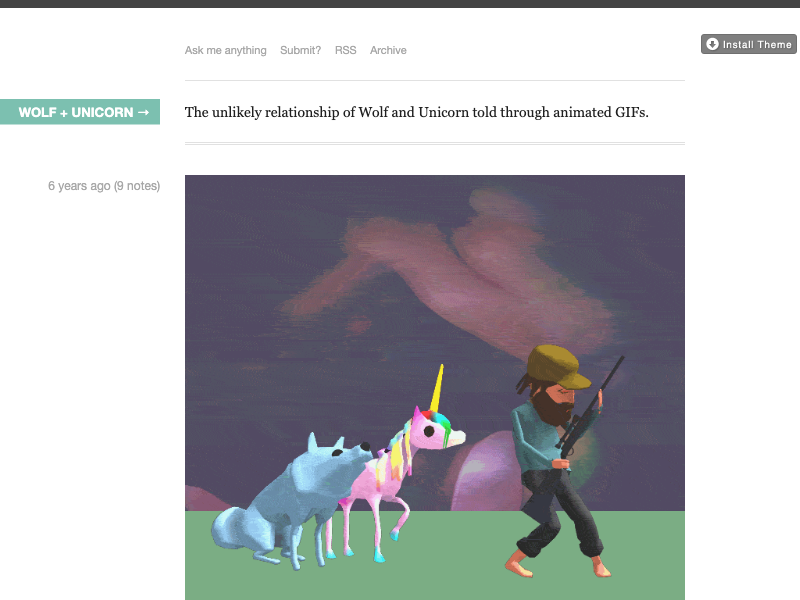 Ask me anything Submit? RSS Archive
Install Theme
WOLF + UNICORN →
The unlikely relationship of Wolf and Unicorn told through animated GIFs.
6 years ago (9 notes)